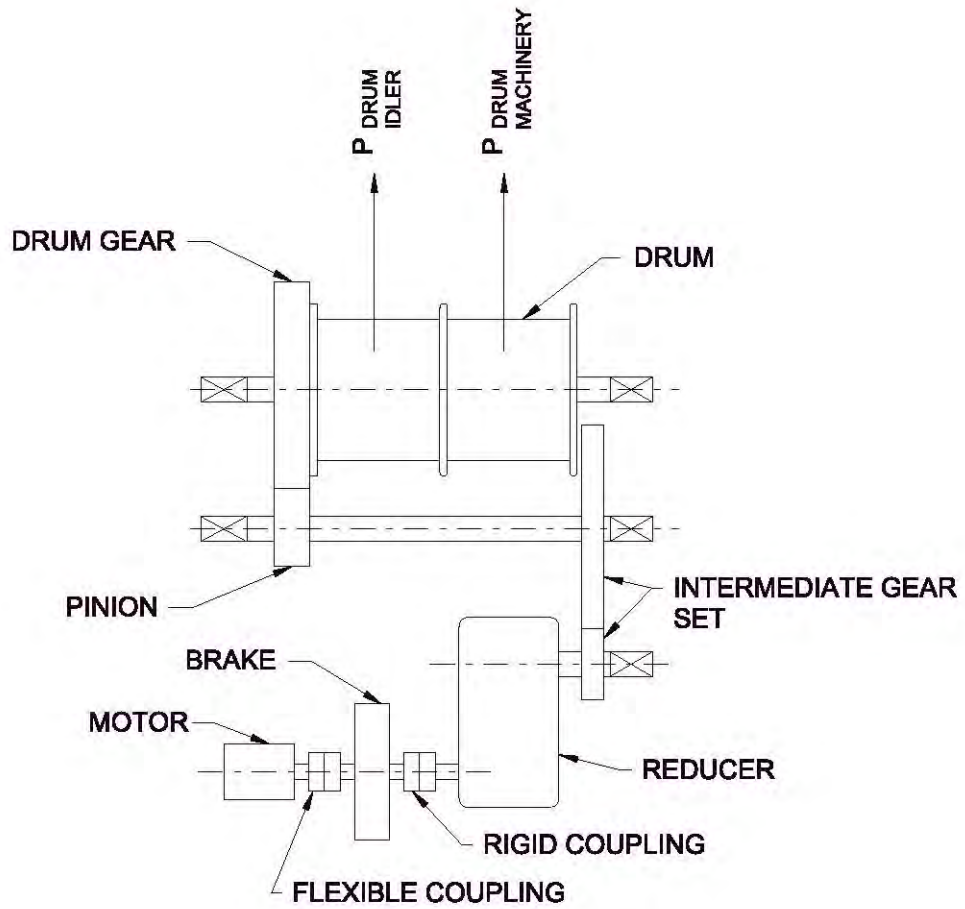 P DRUM
IDLER
P DRUM
MACHINERY
DRUM GEAR
DRUM
PINION
INTERMEDIATE GEAR
SET
BRAKE
MOTOR
REDUCER
RIGID COUPLING
FLEXIBLE COUPLING